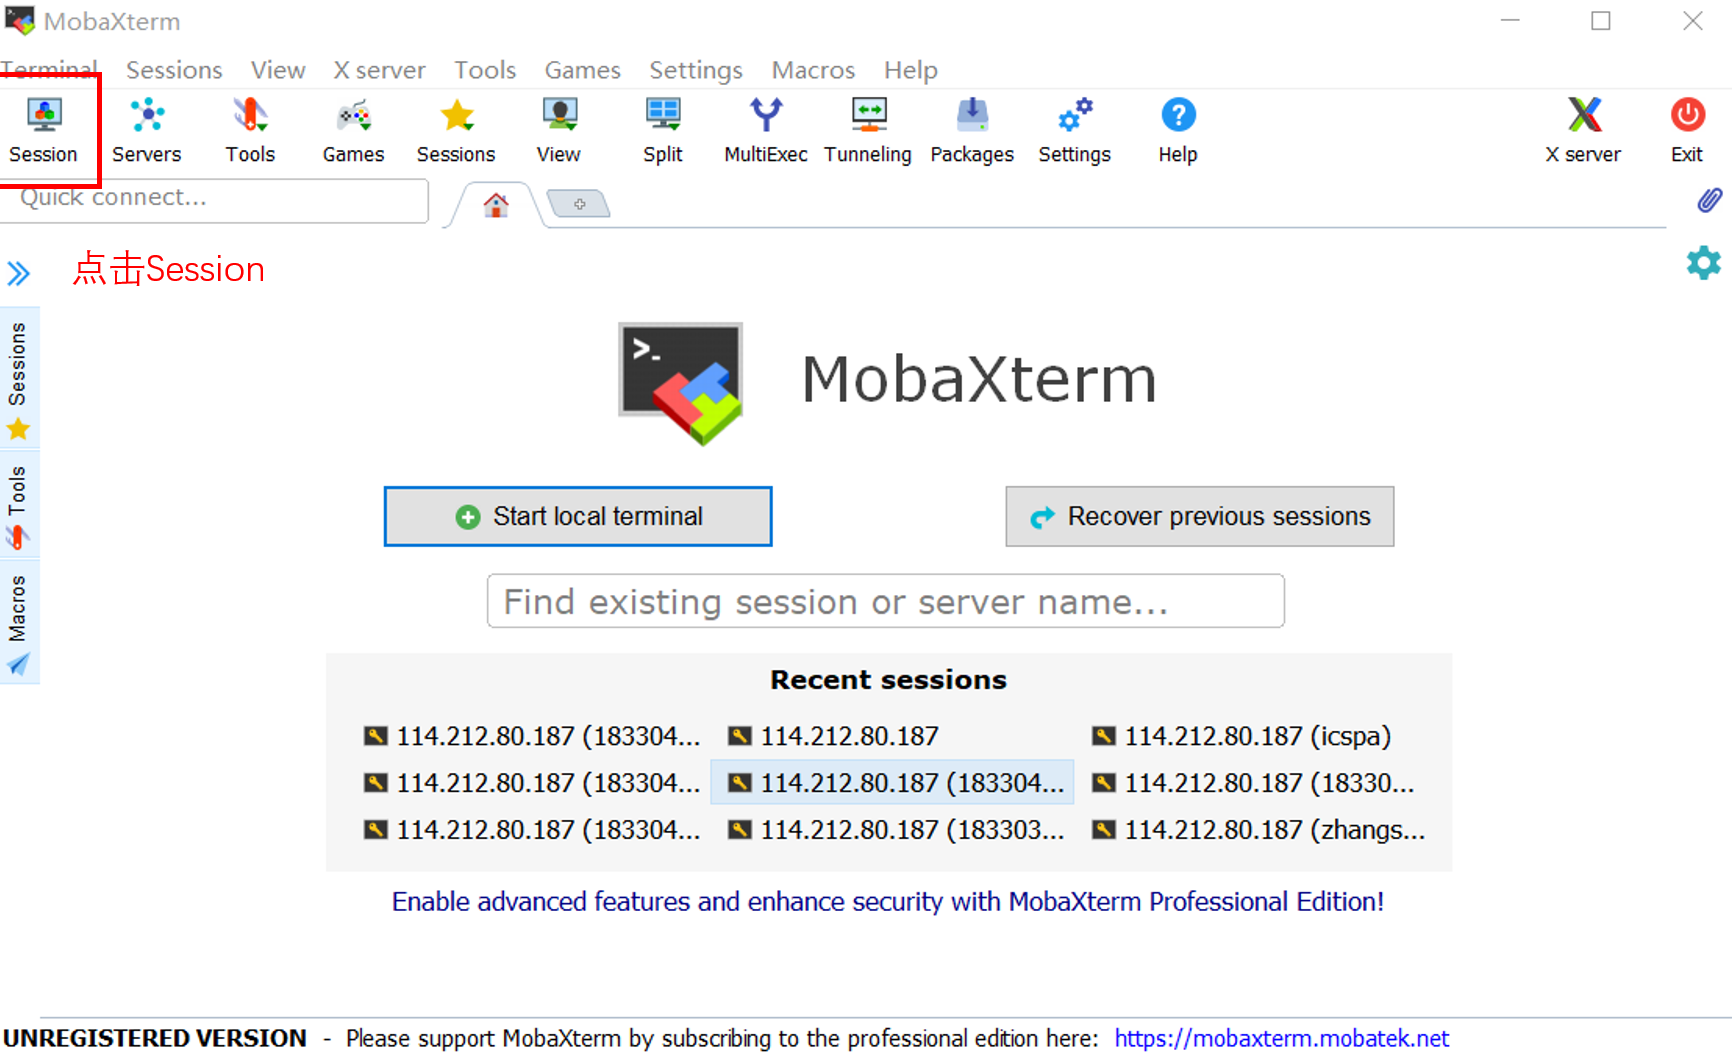 MobaXterm
Terminal Sessions View X server Tools Games Settings Macros Help
Session Servers Tools Games Sessions View Split MultiExec Tunneling Packages Settings Help X server Exit
Quick connect...
点击Session
Sessions
Tools
Macros
>_ MobaXterm
Start local terminal Recover previous sessions
Find existing session or server name...
Recent sessions
114.212.80.187 (183304... 114.212.80.187 114.212.80.187 (icspa)
114.212.80.187 (183304... 114.212.80.187 (183304... 114.212.80.187 (18330...
114.212.80.187 (183304... 114.212.80.187 (183303... 114.212.80.187 (zhangs...
Enable advanced features and enhance security with MobaXterm Professional Edition!
UNREGISTERED VERSION - Please support MobaXterm by subscribing to the professional edition here: https://mobaxterm.mobatek.net